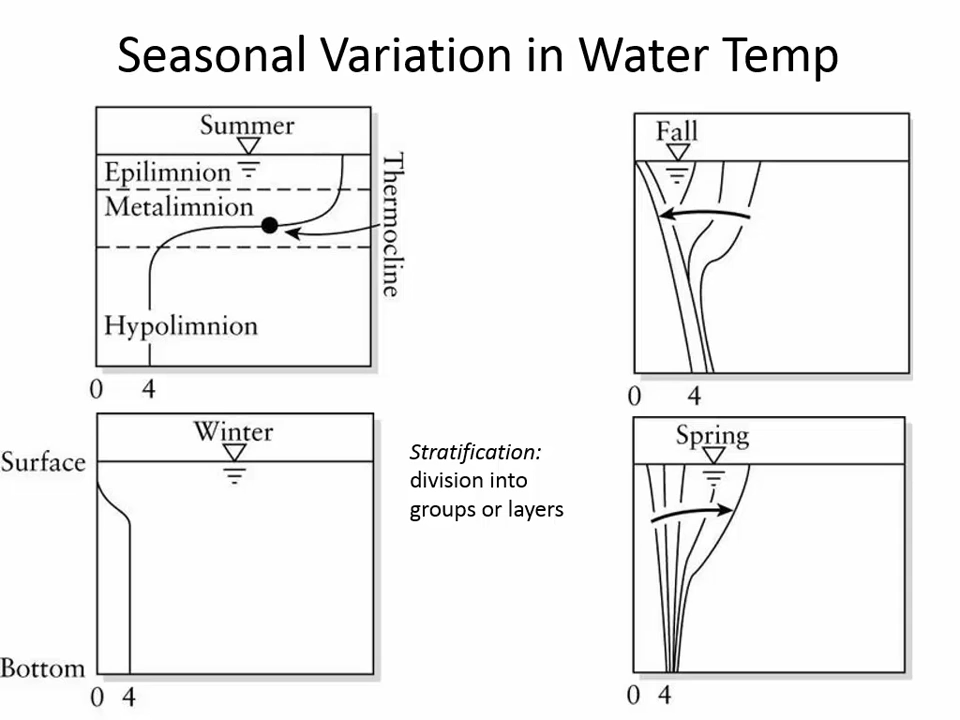 Seasonal Variation in Water Temp
Summer
Epilimnion
Metalimnion
Thermocline
Hypolimnion
0 4
Fall
0 4
Winter
Surface
Bottom
0 4
Stratification:
division into
groups or layers
Spring
0 4